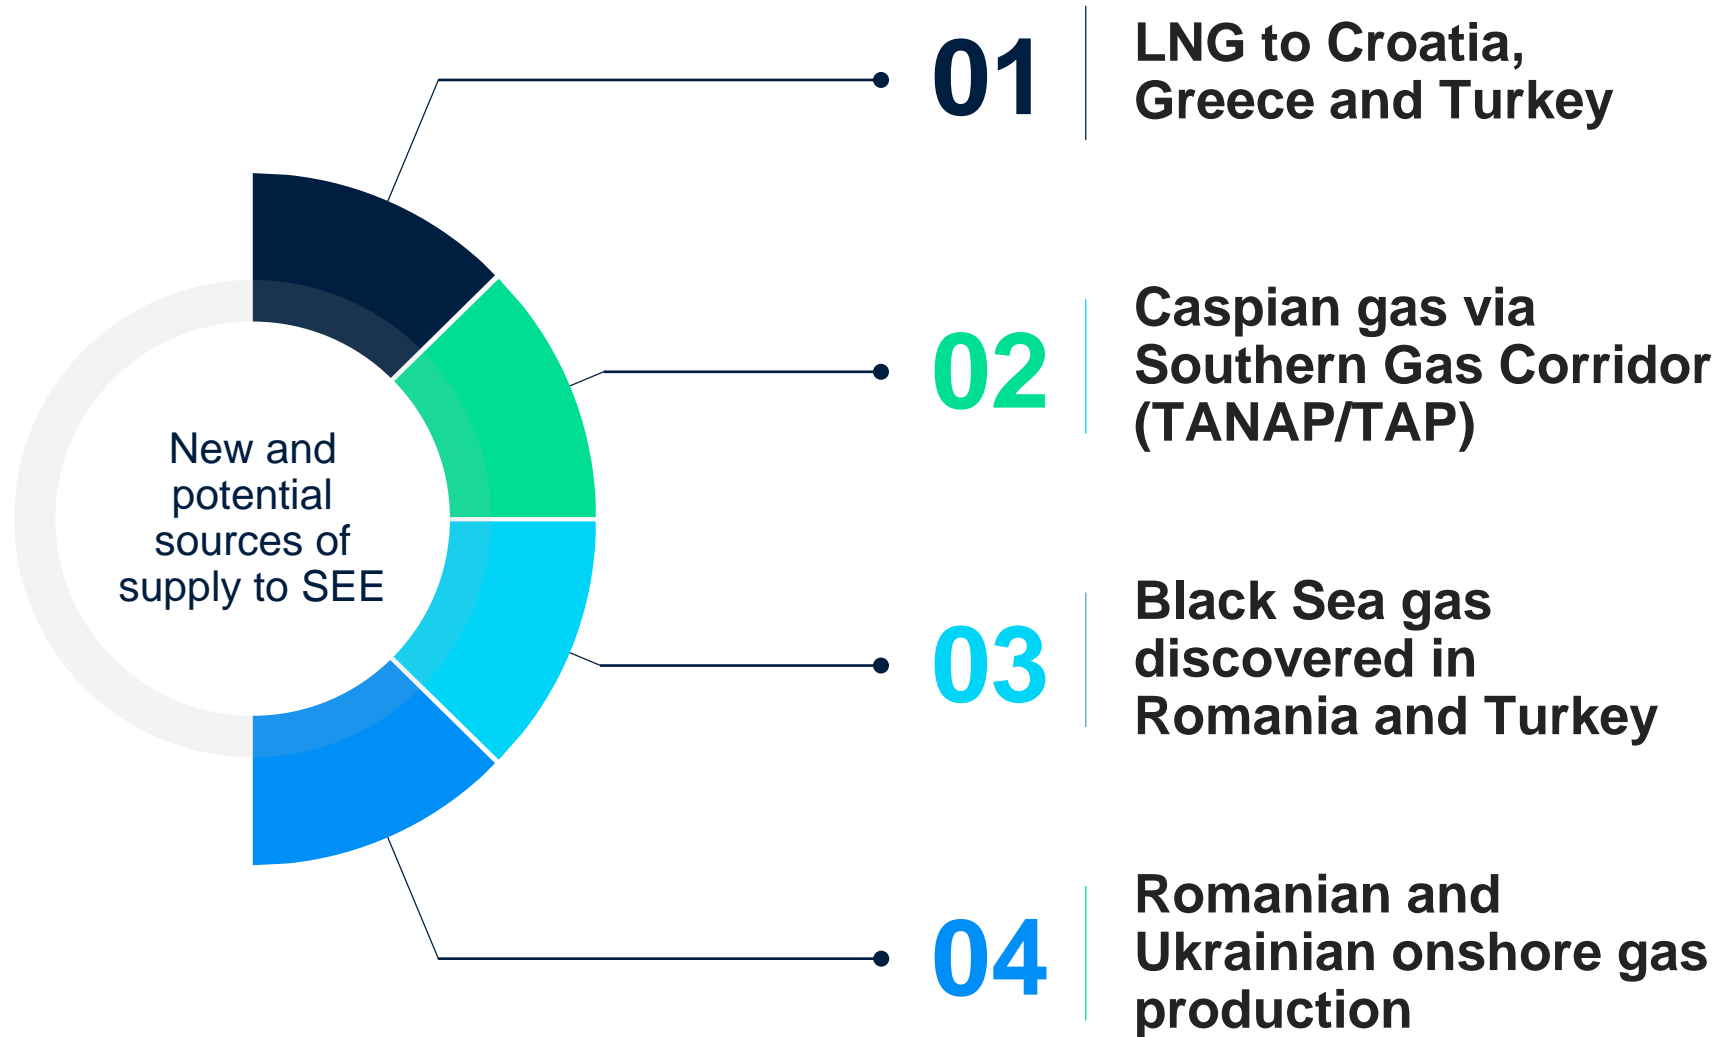 New and
potential
sources of
supply to SEE
01
LNG to Croatia,
Greece and Turkey
02
Caspian gas via
Southern Gas Corridor
(TANAP/TAP)
03
Black Sea gas
discovered in
Romania and Turkey
04
Romanian and
Ukrainian onshore gas
production